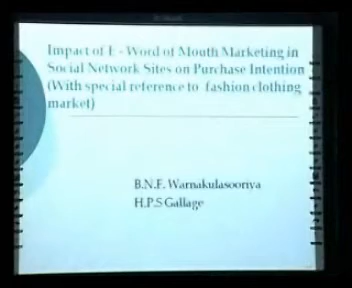 Impact of E - Word of Mouth Marketing in
Social Network Sites on Purchase Intention
(With special reference to fashion clothing
market)
B.N.F. Warnakulasooriya
H.P.S Gallage